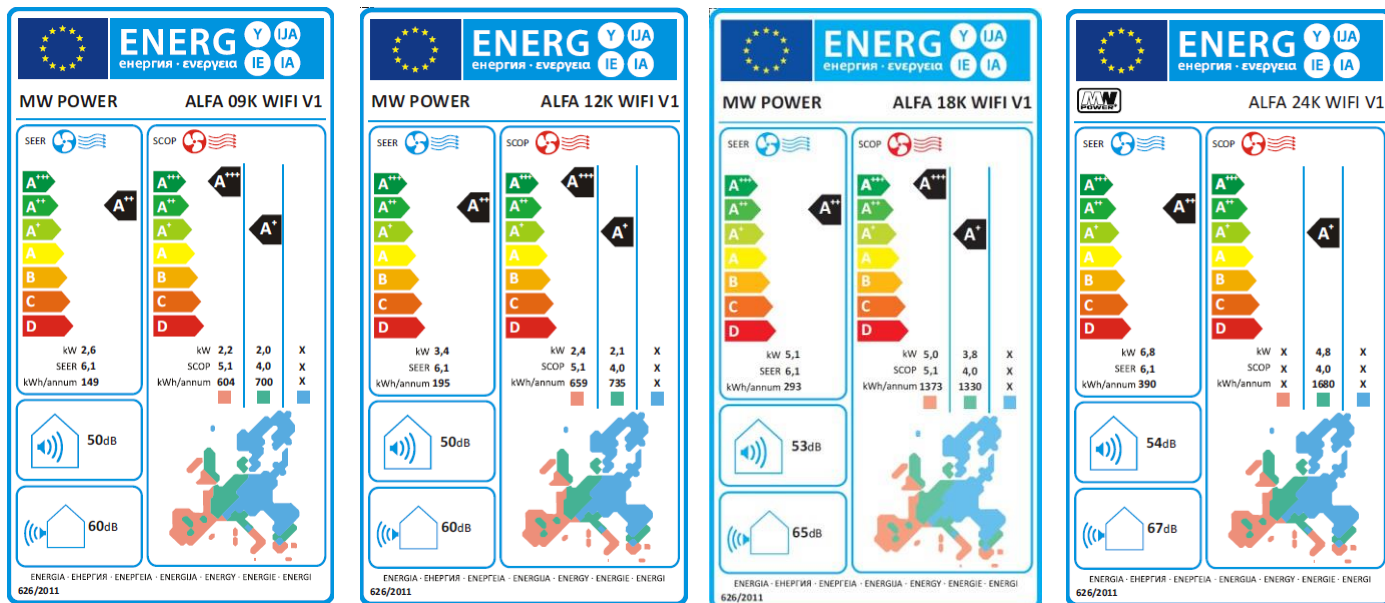 ENERG Y IJA
енергия · ενεργεια IE IA
MW POWER ALFA 09K WIFI V1
SEER
SCOP
A+++
A++
A+
A
B
C
D
A++
A+++
A++
A+
A
B
C
D
A+++
A+
kW 2,6
SEER 6,1
kWh/annum 149
kW 2,2 2,0 X
SCOP 5,1 4,0 X
kWh/annum 604 700 X
50dB
60dB
ENERGIA · ЕНЕРГИЯ · ΕΝΕΡΓΕΙΑ · ENERGIJA · ENERGY · ENERGIE · ENERGI
626/2011
ENERG Y IJA
енергия · ενεργεια IE IA
MW POWER ALFA 12K WIFI V1
SEER
SCOP
A+++
A++
A+
A
B
C
D
A++
A+++
A++
A+
A
B
C
D
A+++
A+
kW 3,4
SEER 6,1
kWh/annum 195
kW 2,4 2,1 X
SCOP 5,1 4,0 X
kWh/annum 659 735 X
50dB
60dB
ENERGIA · ЕНЕРГИЯ · ΕΝΕΡΓΕΙΑ · ENERGIJA · ENERGY · ENERGIE · ENERGI
626/2011
ENERG Y IJA
енергия · ενεργεια IE IA
MW POWER ALFA 18K WIFI V1
SEER
SCOP
A+++
A++
A+
A
B
C
D
A++
A+++
A++
A+
A
B
C
D
A+++
A+
kW 5,1
SEER 6,1
kWh/annum 293
kW 5,0 3,8 X
SCOP 5,1 4,0 X
kWh/annum 1373 1330 X
53dB
65dB
ENERGIA · ЕНЕРГИЯ · ΕΝΕΡΓΕΙΑ · ENERGIJA · ENERGY · ENERGIE · ENERGI
626/2011
ENERG Y IJA
енергия · ενεργεια IE IA
MW POWER ALFA 24K WIFI V1
SEER
SCOP
A+++
A++
A+
A
B
C
D
A++
A+++
A++
A+
A
B
C
D
A+
kW 6,8
SEER 6,1
kWh/annum 390
kW X 4,8 X
SCOP X 4,0 X
kWh/annum X 1680 X
54dB
67dB
ENERGIA · ЕНЕРГИЯ · ΕΝΕΡΓΕΙΑ · ENERGIJA · ENERGY · ENERGIE · ENERGI
626/2011